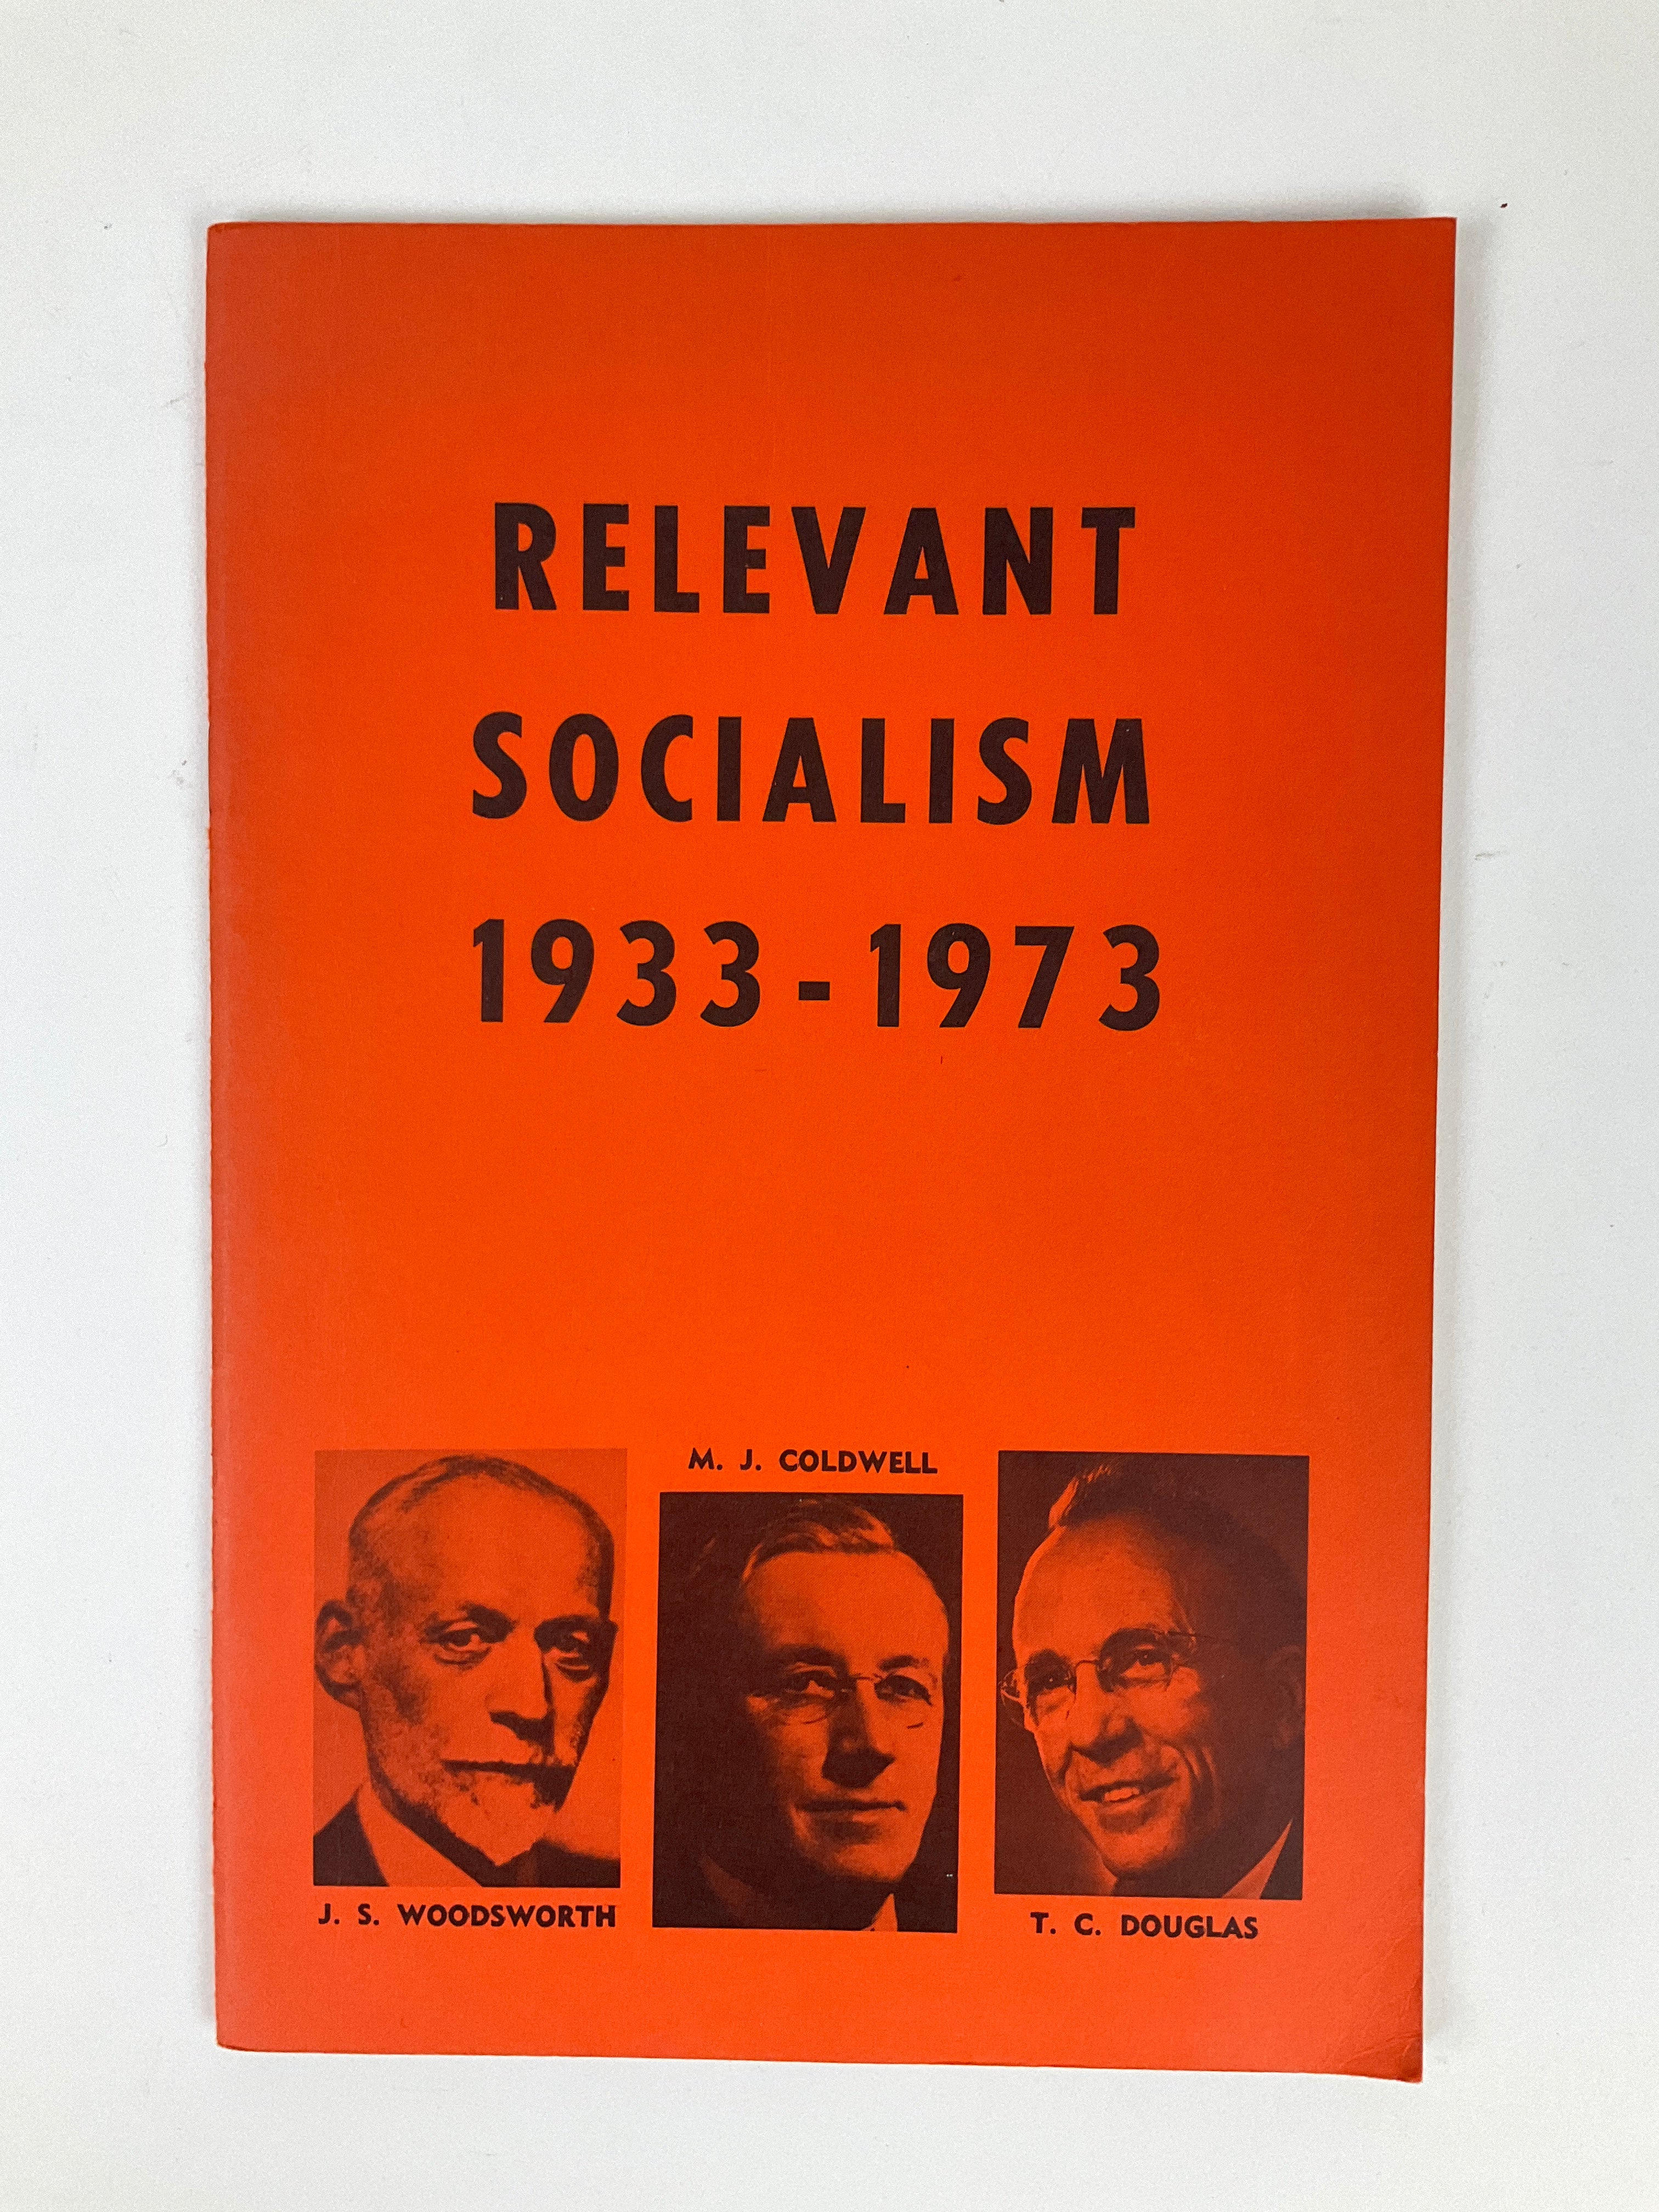 RELEVANT
SOCIALISM
1933-1973
M. J. COLDWELL
J. S. WOODSWORTH
T. C. DOUGLAS